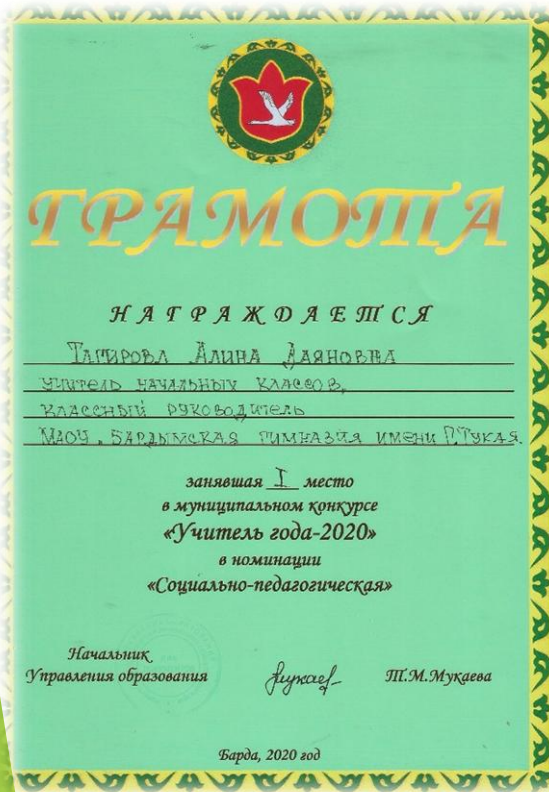 ГРАМОТА
НАГРАЖДАЕТСЯ
Тагирова Алина Даяновна
учитель начальных классов,
классный руководитель
МАОУ „Бардымская гимназия имени Г.Тукая
занявшая I место
в муниципальном конкурсе
«Учитель года-2020»
в номинации
«Социально-педагогическая»
Начальник
Управления образования Т.М.Мукаева
Барда, 2020 год